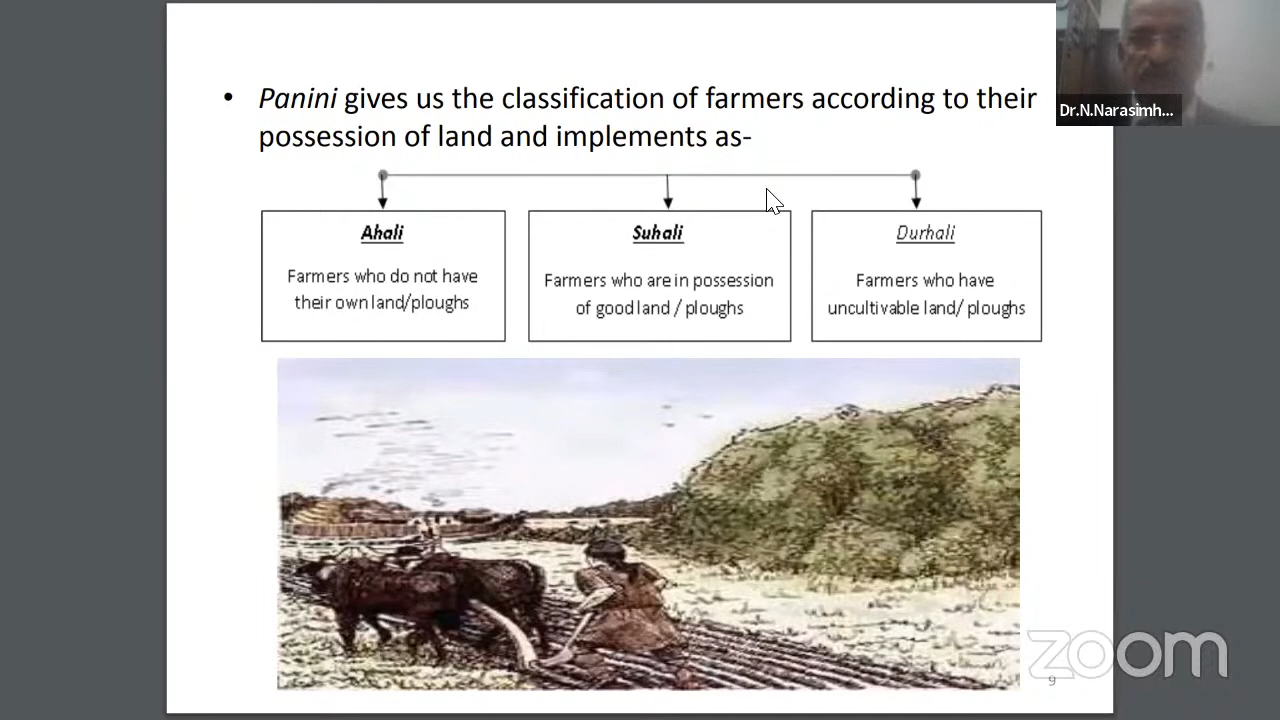 • Panini gives us the classification of farmers according to their
possession of land and implements as-
Ahali
Farmers who do not have
their own land/ploughs
Suhali
Farmers who are in possession
of good land / ploughs
Durhali
Farmers who have
uncultivable land/ ploughs
Dr.N.Narasimh...
zoom
9